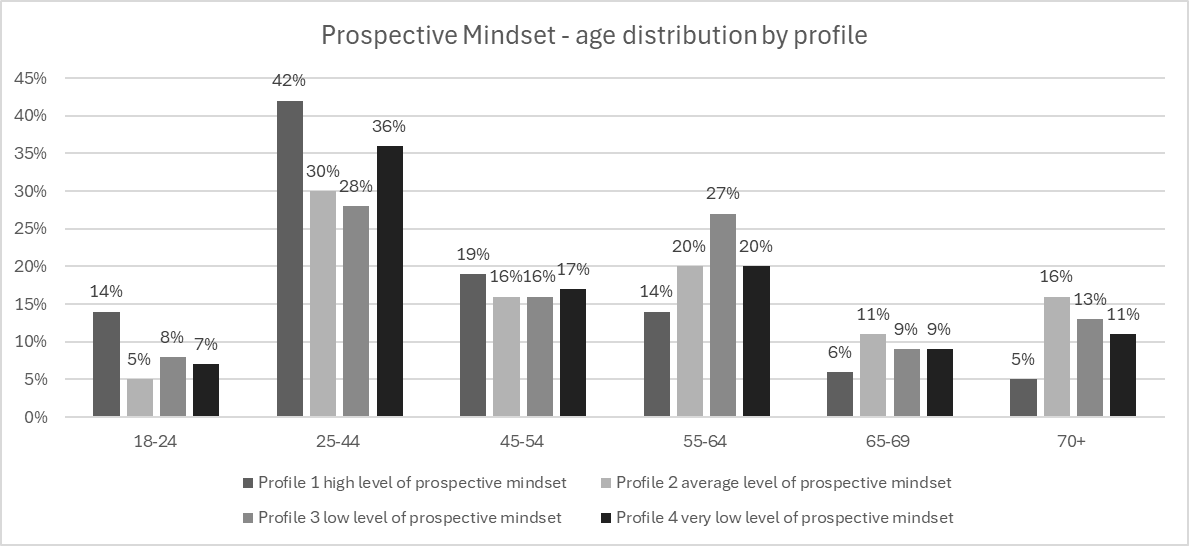 Prospective Mindset - age distribution by profile
45%
40%
35%
30%
25%
20%
15%
10%
5%
0%
14% 5% 8% 7%
42% 30% 28% 36%
19% 16% 16% 17%
14% 20% 27% 20%
6% 11% 9% 9%
5% 16% 13% 11%
18-24 25-44 45-54 55-64 65-69 70+
Profile 1 high level of prospective mindset Profile 2 average level of prospective mindset
Profile 3 low level of prospective mindset Profile 4 very low level of prospective mindset